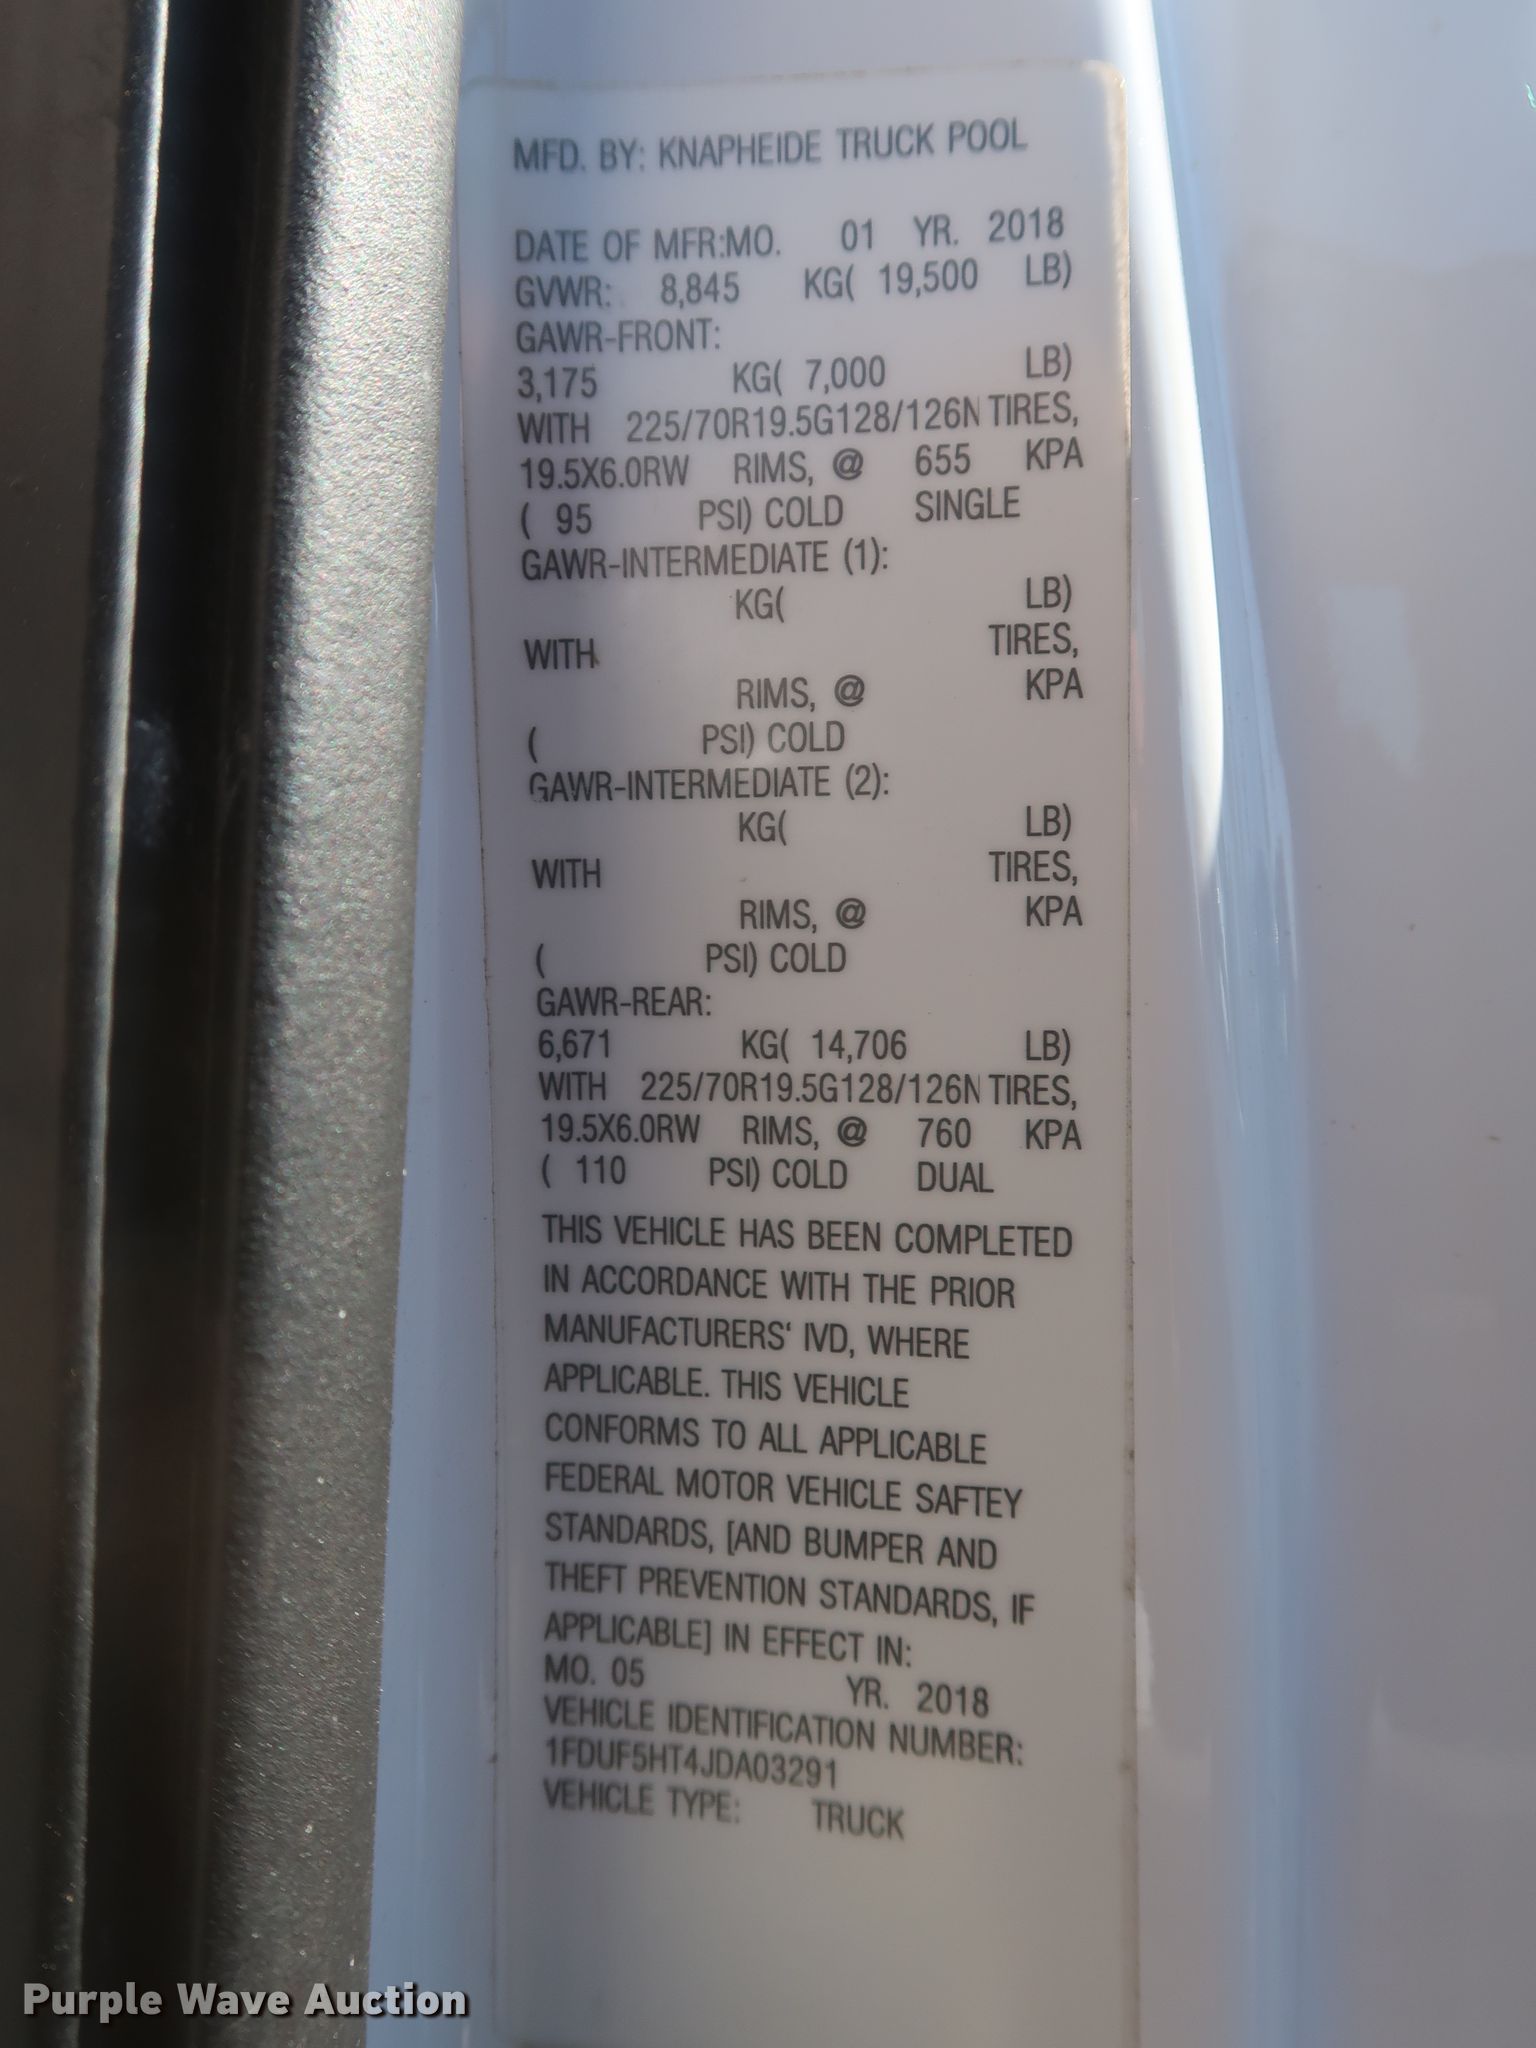 MFD. BY: KNAPHEIDE TRUCK POOL
DATE OF MFR:MO. 01 YR. 2018
GVWR: 8,845 KG( 19,500 LB)
GAWR-FRONT:
3,175 KG( 7,000 LB)
WITH 225/70R19.5G128/126N TIRES,
19.5X6.0RW RIMS, @ 655 KPA
( 95 PSI) COLD SINGLE
GAWR-INTERMEDIATE (1):
KG( LB)
WITH TIRES,
RIMS, @ KPA
( PSI) COLD
GAWR-INTERMEDIATE (2):
KG( LB)
WITH TIRES,
RIMS, @ KPA
( PSI) COLD
GAWR-REAR:
6,671 KG( 14,706 LB)
WITH 225/70R19.5G128/126N TIRES,
19.5X6.0RW RIMS, @ 760 KPA
( 110 PSI) COLD DUAL
THIS VEHICLE HAS BEEN COMPLETED
IN ACCORDANCE WITH THE PRIOR
MANUFACTURERS‘ IVD, WHERE
APPLICABLE. THIS VEHICLE
CONFORMS TO ALL APPLICABLE
FEDERAL MOTOR VEHICLE SAFTEY
STANDARDS, [AND BUMPER AND
THEFT PREVENTION STANDARDS, IF
APPLICABLE] IN EFFECT IN:
MO. 05 YR. 2018
VEHICLE IDENTIFICATION NUMBER:
1FDUF5HT4JDA03291
VEHICLE TYPE: TRUCK
Purple Wave Auction